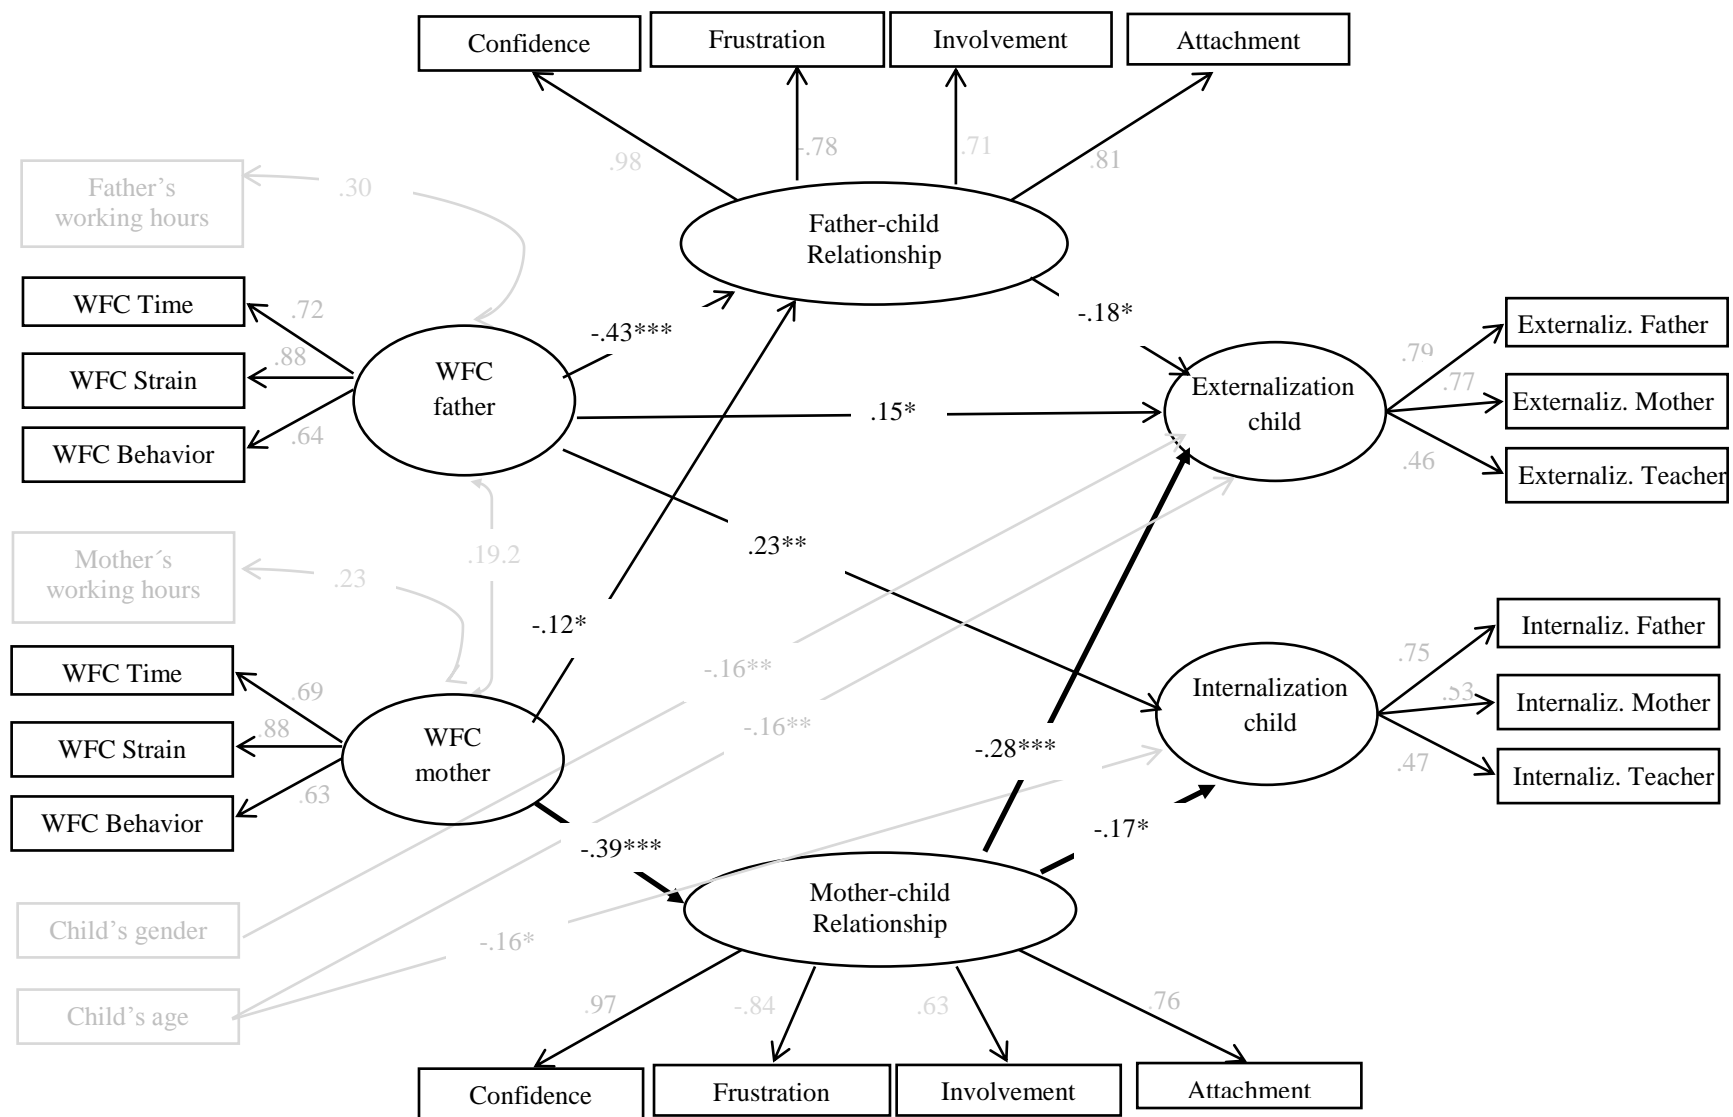 Confidence
Frustration
Involvement
Attachment
.98
-.78
.71
.81
Father's
working hours
.30
Father-child
Relationship
WFC Time
WFC Strain
WFC Behavior
.72
.88
.64
WFC
father
-.43***
-.18*
.15*
.23**
Externalization
child
.79
.77
.46
Externaliz. Father
Externaliz. Mother
Externaliz. Teacher
Mother´s
working hours
.23
.19.2
-.12*
-.16**
-.16**
WFC Time
WFC Strain
WFC Behavior
.69
.88
.63
WFC
mother
-.39***
-.28***
-.17*
Internalization
child
.75
.53
.47
Internaliz. Father
Internaliz. Mother
Internaliz. Teacher
Child's gender
Child's age
-.16*
Mother-child
Relationship
.97
-.84
.63
.76
Confidence
Frustration
Involvement
Attachment